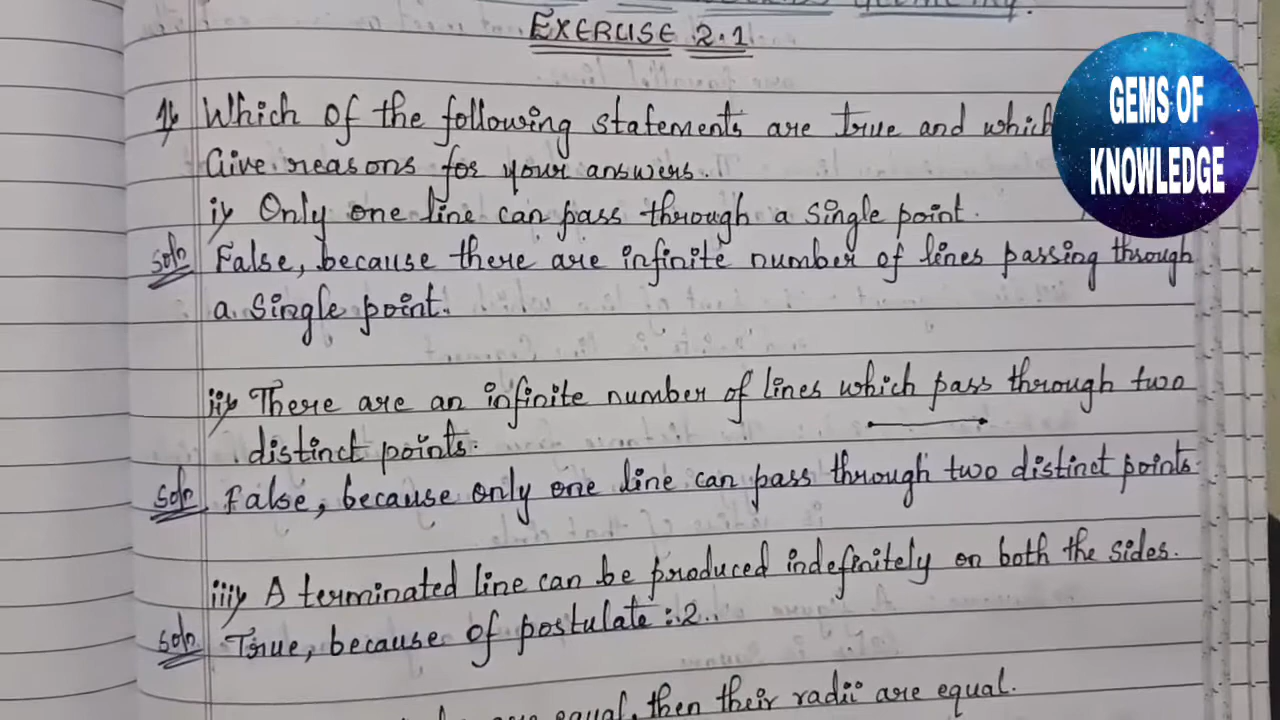 GEOMETRY.
EXERCISE 2.1
1) Which of the following statements are true and which
Give reasons for your answers.
i) Only one line can pass through a single point.
Soln False, because there are infinite number of lines passing through
a single point.
ii) There are an infinite number of lines which pass through two
distinct points.
Soln False, because only one line can pass through two distinct points.
iii) A terminated line can be produced indefinitely on both the sides.
Soln True, because of postulate :2.
equal, then their radii are equal.
GEMS OF
KNOWLEDGE